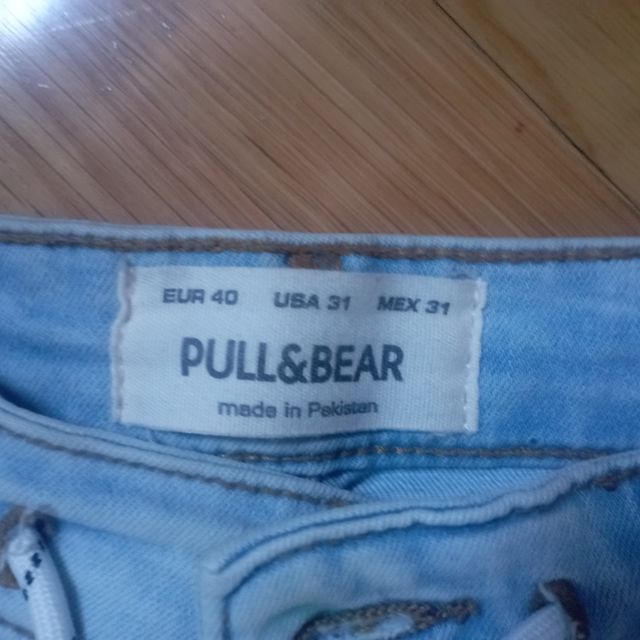 EUR 40 USA 31 MEX 31
PULL&BEAR
made in Pakistan